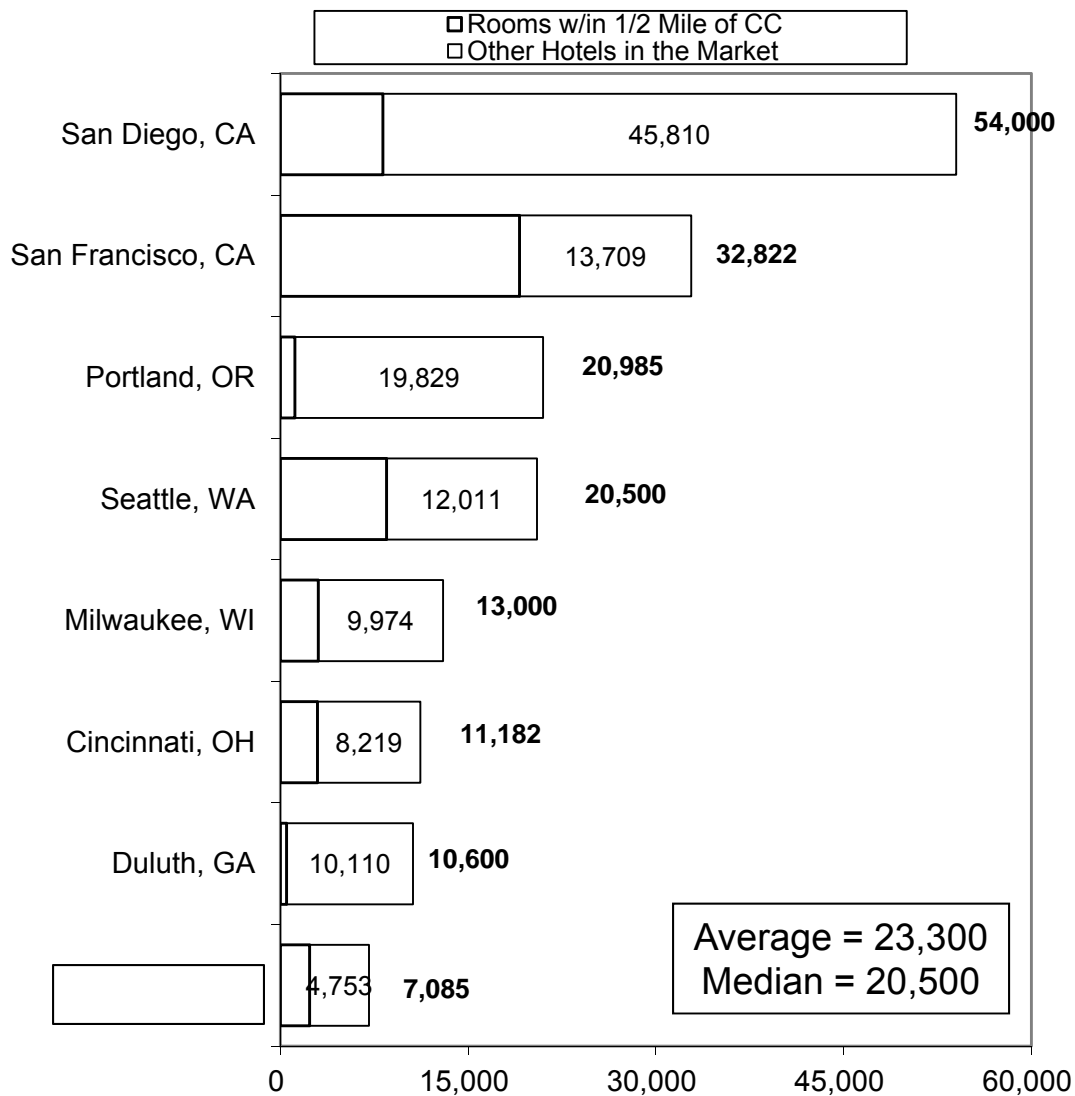 Rooms w/in 1/2 Mile of CC
Other Hotels in the Market
San Diego, CA
45,810
54,000
San Francisco, CA
13,709
32,822
Portland, OR
19,829
20,985
Seattle, WA
12,011
20,500
Milwaukee, WI
9,974
13,000
Cincinnati, OH
8,219
11,182
Duluth, GA
10,110
10,600
4,753
7,085
Average = 23,300
Median = 20,500
0
15,000
30,000
45,000
60,000